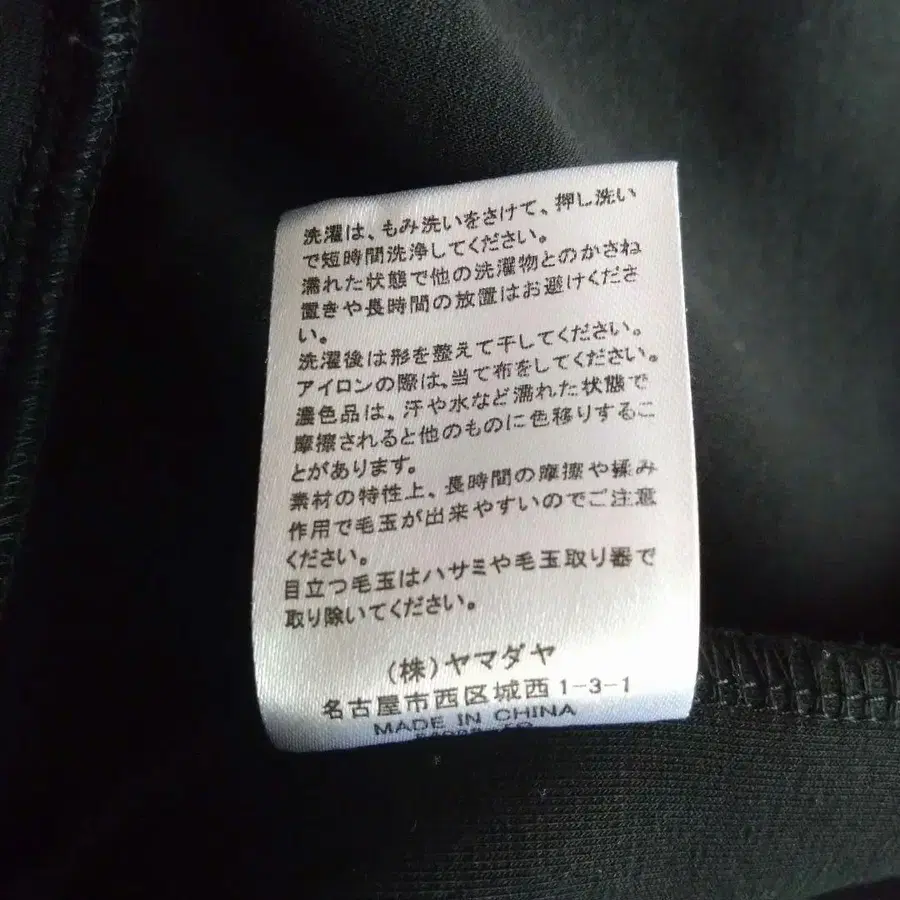 洗濯は、もみ洗いをさけて、押し洗い
で短時間洗浄してください。
濡れた状態で他の洗濯物とのかさね
置きや長時間の放置はお避けくださ
い。
洗濯後は形を整えて干してください。
アイロンの際は、当て布をしてください。
濃色品は、汗や水など濡れた状態で
摩擦されると他のものに色移りするこ
とがあります。
素材の特性上、長時間の摩擦や揉み
作用で毛玉が出来やすいのでご注意
ください。
目立つ毛玉はハサミや毛玉取り器で
取り除いてください。
(株)ヤマダヤ
名古屋市西区城西1-3-1
MADE IN CHINA